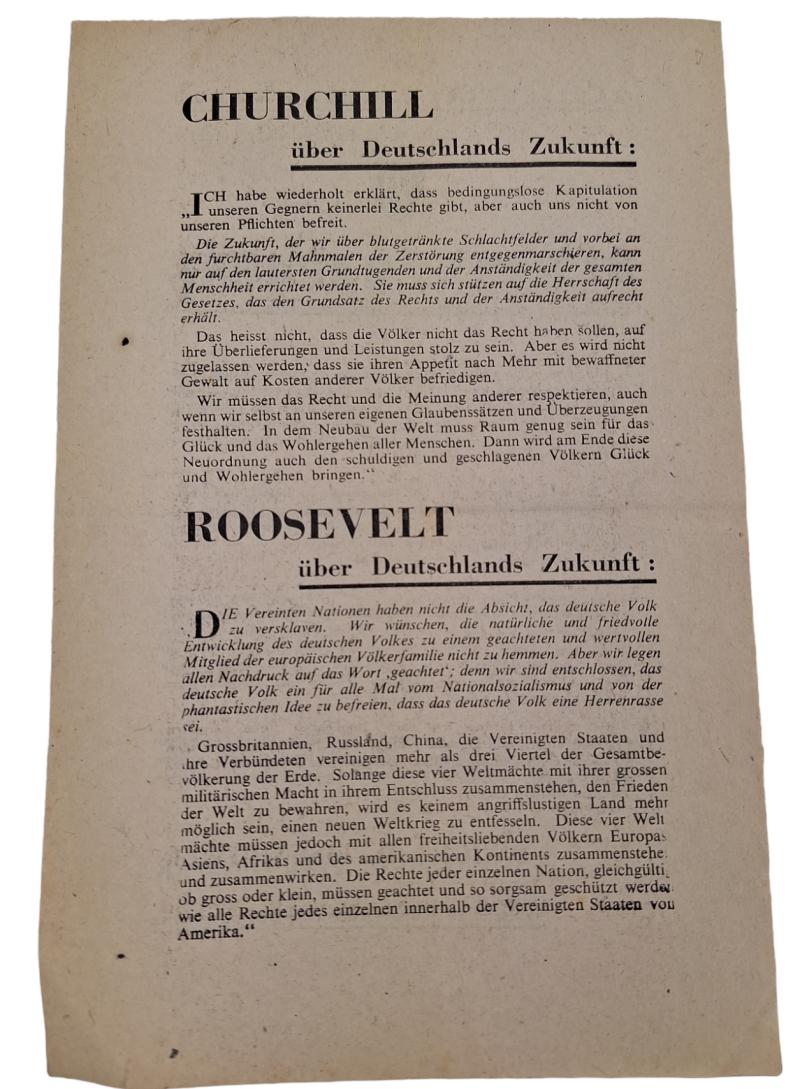 CHURCHILL
über Deutschlands Zukunft :
„ICH habe wiederholt erklärt, dass bedingungslose Kapitulation
unseren Gegnern keinerlei Rechte gibt, aber auch uns nicht von
unseren Pflichten befreit.
Die Zukunft, der wir über blutgetränkte Schlachtfelder und vorbei an
den furchtbaren Mahnmalen der Zerstörung entgegenmarschieren, kann
nur auf den lautersten Grundtugenden und der Anständigkeit der gesamten
Menschheit errichtet werden. Sie muss sich stützen auf die Herrschaft des
Gesetzes, das den Grundsatz des Rechts und der Anständigkeit aufrecht
erhält.
Das heisst nicht, dass die Völker nicht das Recht haben sollen, auf
ihre Überlieferungen und Leistungen stolz zu sein. Aber es wird nicht
zugelassen werden, dass sie ihren Appetit nach Mehr mit bewaffneter
Gewalt auf Kosten anderer Völker befriedigen.
Wir müssen das Recht und die Meinung anderer respektieren, auch
wenn wir selbst an unseren eigenen Glaubenssätzen und Überzeugungen
festhalten. In dem Neubau der Welt muss Raum genug sein für das
Glück und das Wohlergehen aller Menschen. Dann wird am Ende diese
Neuordnung auch den schuldigen und geschlagenen Völkern Glück
und Wohlergehen bringen.“
ROOSEVELT
über Deutschlands Zukunft :
DIE Vereinten Nationen haben nicht die Absicht, das deutsche Volk
zu versklaven. Wir wünschen, die natürliche und friedvolle
Entwicklung des deutschen Volkes zu einem geachteten und wertvollen
Mitglied der europäischen Völkerfamilie nicht zu hemmen. Aber wir legen
allen Nachdruck auf das Wort ‚geachtet‘; denn wir sind entschlossen, das
deutsche Volk ein für alle Mal vom Nationalsozialismus und von der
phantastischen Idee zu befreien, dass das deutsche Volk eine Herrenrasse
sei.
Grossbritannien, Russland, China, die Vereinigten Staaten und
ihre Verbündeten vereinigen mehr als drei Viertel der Gesamtbe-
völkerung der Erde. Solange diese vier Weltmächte mit ihrer grossen
militärischen Macht in ihrem Entschluss zusammenstehen, den Frieden
der Welt zu bewahren, wird es keinem angriffslustigen Land mehr
möglich sein, einen neuen Weltkrieg zu entfesseln. Diese vier Welt
mächte müssen jedoch mit allen freiheitsliebenden Völkern Europas
Asiens, Afrikas und des amerikanischen Kontinents zusammenstehe
und zusammenwirken. Die Rechte jeder einzelnen Nation, gleichgülti
ob gross oder klein, müssen geachtet und so sorgsam geschützt werde
wie alle Rechte jedes einzelnen innerhalb der Vereinigten Staaten von
Amerika.“